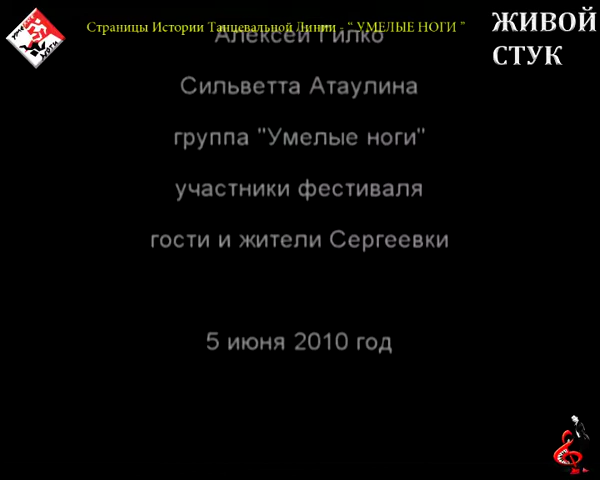 Страницы Истории Танцевальной Линии - “ УМЕЛЫЕ НОГИ ”
ЖИВОЙ
СТУК
Алексей Гилко
Сильветта Атаулина
группа "Умелые ноги"
участники фестиваля
гости и жители Сергеевки
5 июня 2010 год